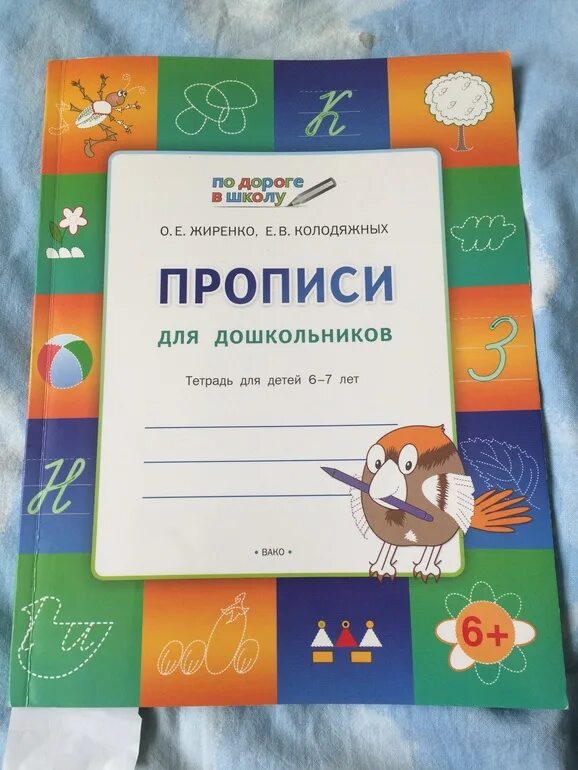 К
по дороге
в школу
О. Е. ЖИРЕНКО, Е. В. КОЛОДЯЖНЫХ
ПРОПИСИ
ДЛЯ ДОШКОЛЬНИКОВ
Тетрадь для детей 6–7 лет
З
Н
• ВАКО •
и
6+